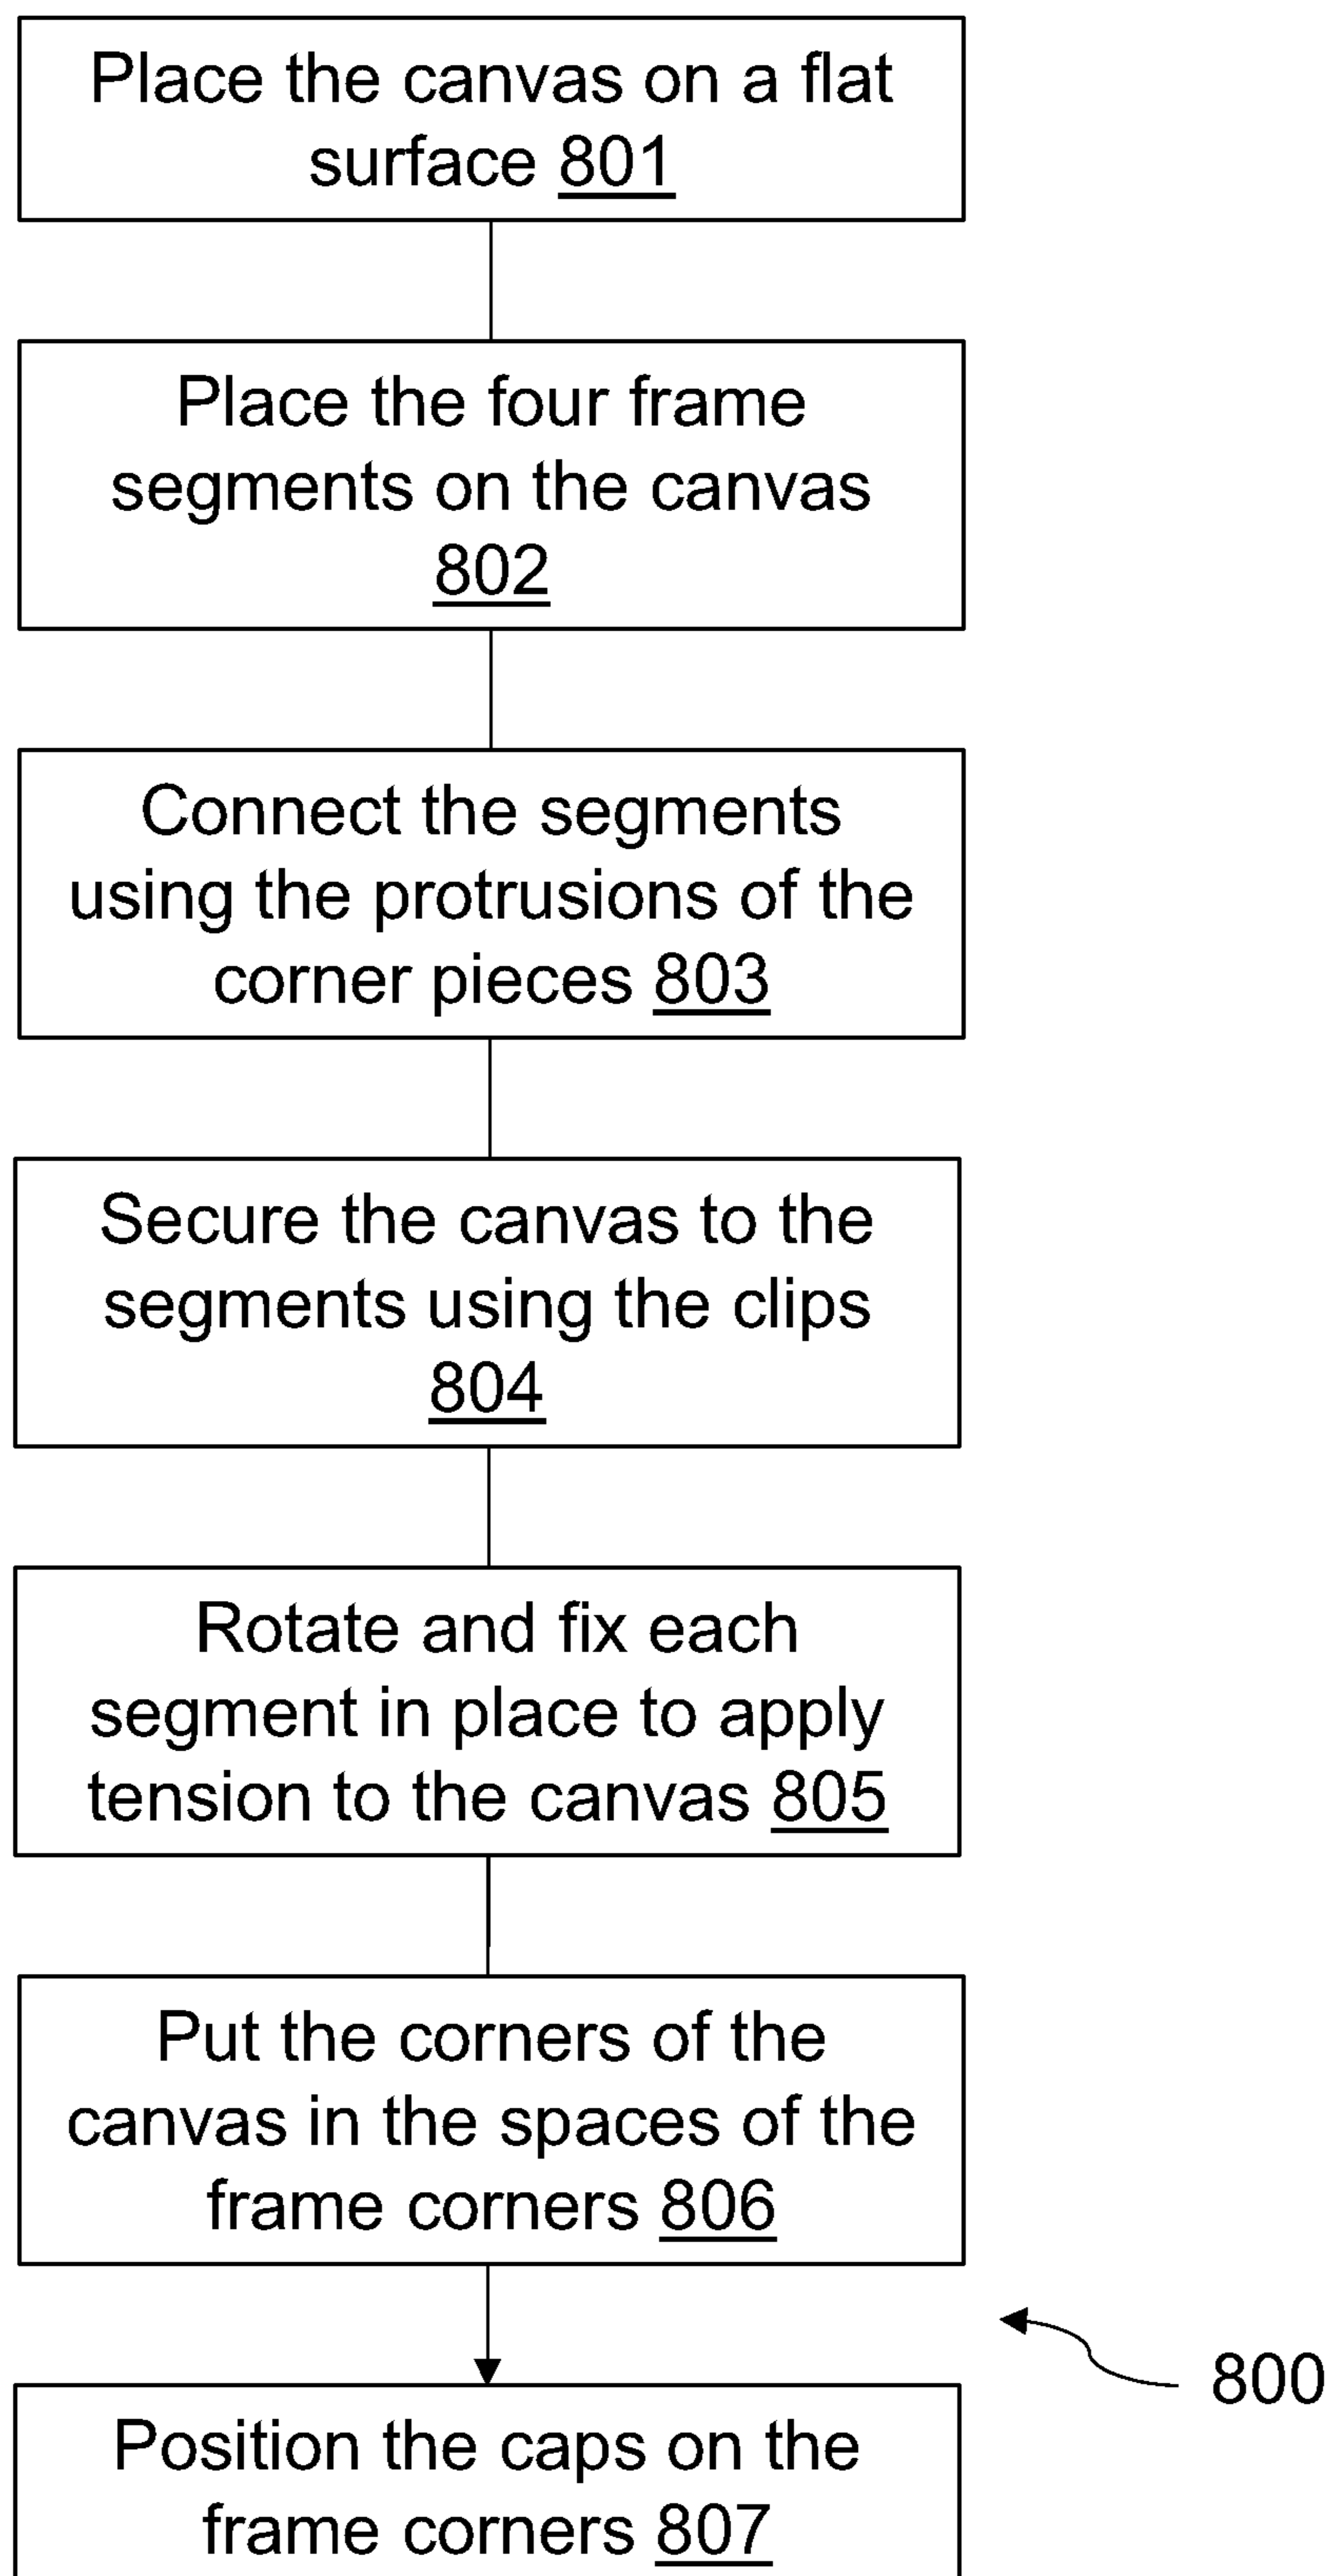 Place the canvas on a flat
surface 801
Place the four frame
segments on the canvas
802
Connect the segments
using the protrusions of the
corner pieces 803
Secure the canvas to the
segments using the clips
804
Rotate and fix each
segment in place to apply
tension to the canvas 805
Put the corners of the
canvas in the spaces of the
frame corners 806
800
Position the caps on the
frame corners 807